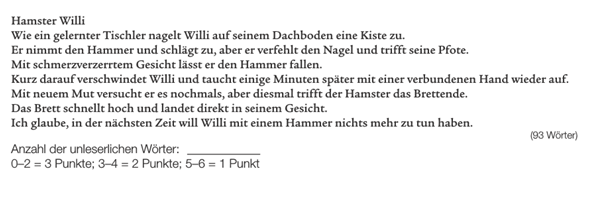 Hamster Willi
Wie ein gelernter Tischler nagelt Willi auf seinem Dachboden eine Kiste zu.
Er nimmt den Hammer und schlägt zu, aber er verfehlt den Nagel und trifft seine Pfote.
Mit schmerzverzerrtem Gesicht lässt er den Hammer fallen.
Kurz darauf verschwindet Willi und taucht einige Minuten später mit einer verbundenen Hand wieder auf.
Mit neuem Mut versucht er es nochmals, aber diesmal trifft der Hamster das Brettende.
Das Brett schnellt hoch und landet direkt in seinem Gesicht.
Ich glaube, in der nächsten Zeit will Willi mit einem Hammer nichts mehr zu tun haben.
(93 Wörter)
Anzahl der unleserlichen Wörter:
0–2 = 3 Punkte; 3–4 = 2 Punkte; 5–6 = 1 Punkt